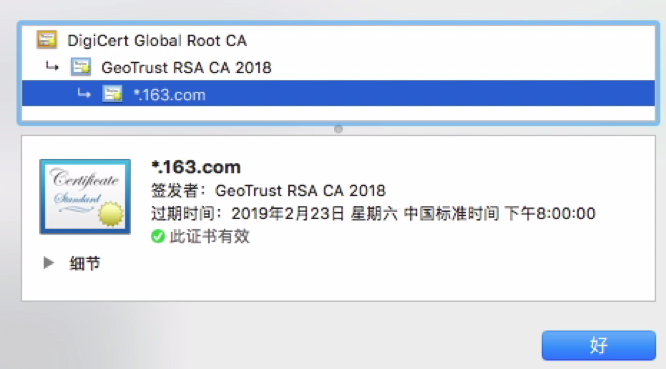 DigiCert Global Root CA
GeoTrust RSA CA 2018
*.163.com
Certificate
Standard
*.163.com
签发者：GeoTrust RSA CA 2018
过期时间：2019年2月23日 星期六 中国标准时间 下午8:00:00
此证书有效
细节
好